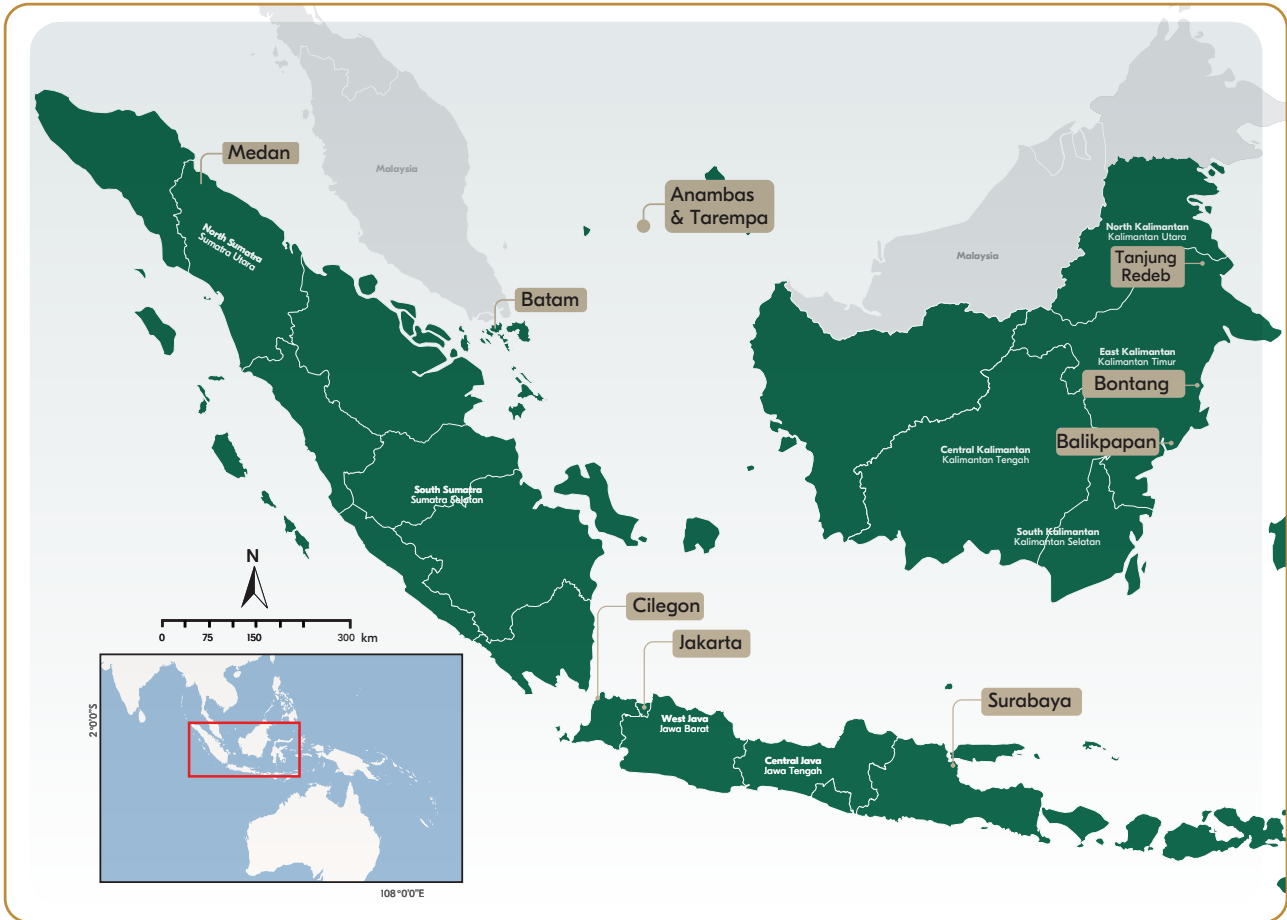 Medan
Malaysia
Anambas
& Tarempa
North Sumatra
Sumatra Utara
North Kalimantan
Kalimantan Utara
Malaysia
Tanjung
Redeb
Batam
East Kalimantan
Kalimantan Timur
Bontang
Balikpapan
Central Kalimantan
Kalimantan Tengah
South Sumatra
Sumatra Selatan
South Kalimantan
Kalimantan Selatan
N
0 75 150 300 km
Cilegon
Jakarta
Surabaya
West Java
Jawa Barat
Central Java
Jawa Tengah
2°0'0"S
108°0'0"E